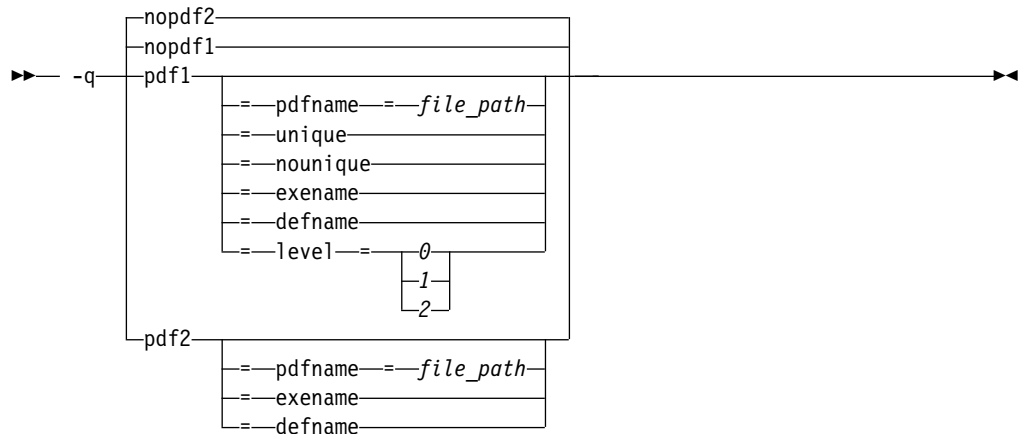 nopdf2
nopdf1
-q pdf1
= pdfname = file_path
= unique
= nounique
= exename
= defname
= level = 0
1
2
pdf2
= pdfname = file_path
= exename
= defname